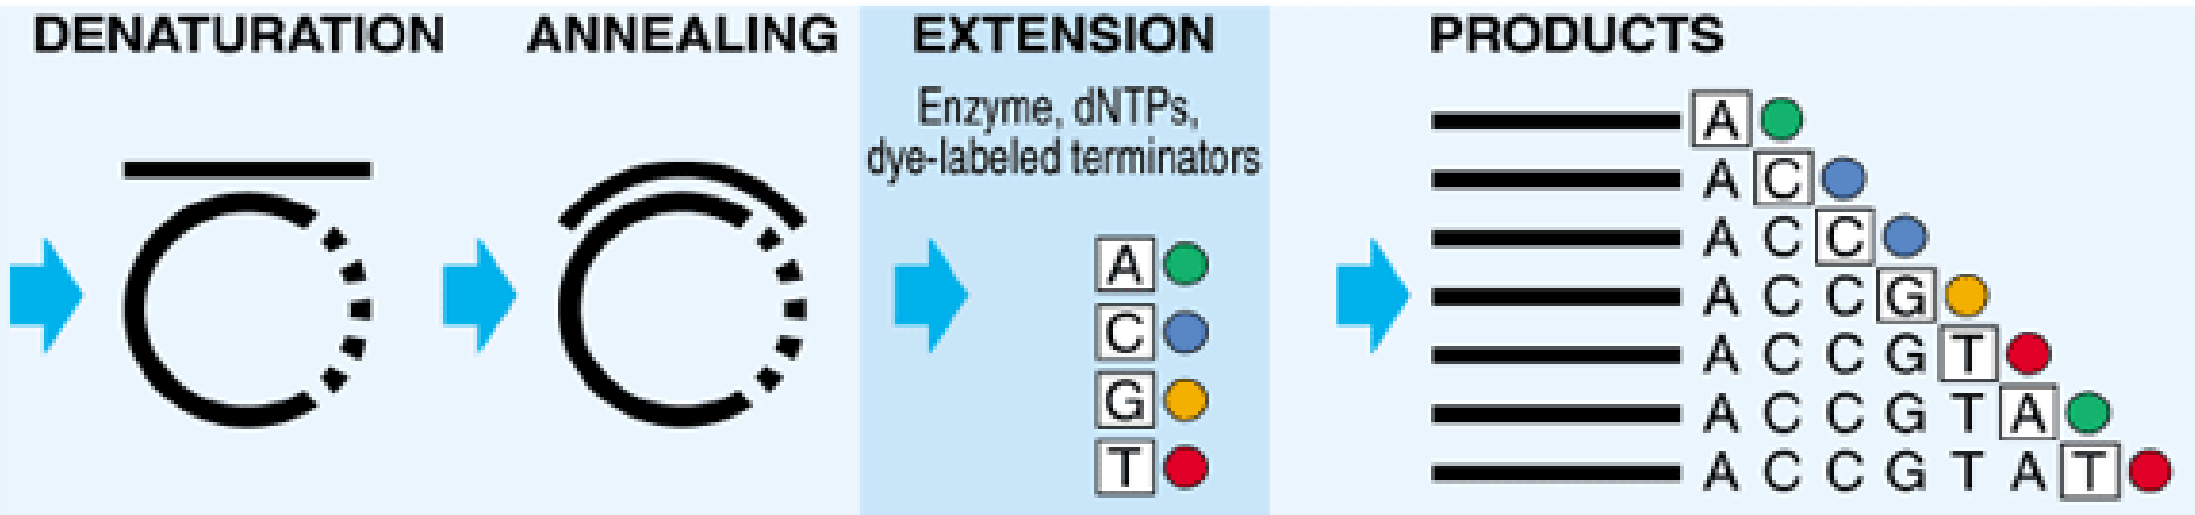 DENATURATION
ANNEALING
EXTENSION
Enzyme, dNTPs,
dye-labeled terminators
A
C
G
T
PRODUCTS
A
A C
A C C
A C C G
A C C G T
A C C G T A
A C C G T A T